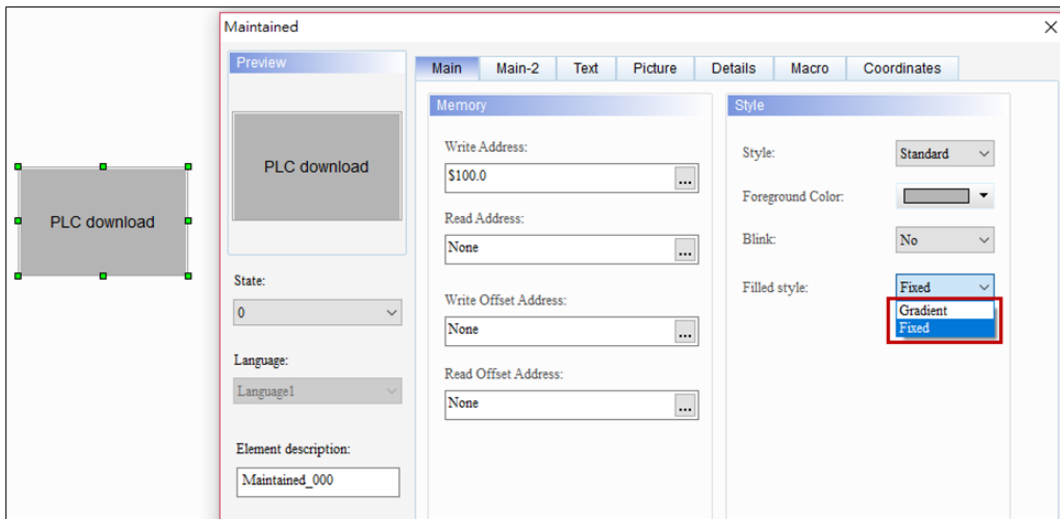 PLC download
Maintained
Preview
PLC download
State:
0
Language:
Language1
Element description:
Maintained_000
Main Main-2 Text Picture Details Macro Coordinates
Memory
Write Address:
$100.0
...
Read Address:
None
...
Write Offset Address:
None
...
Read Offset Address:
None
...
Style
Style: Standard
Foreground Color:
Blink: No
Filled style: Fixed
Gradient
Fixed